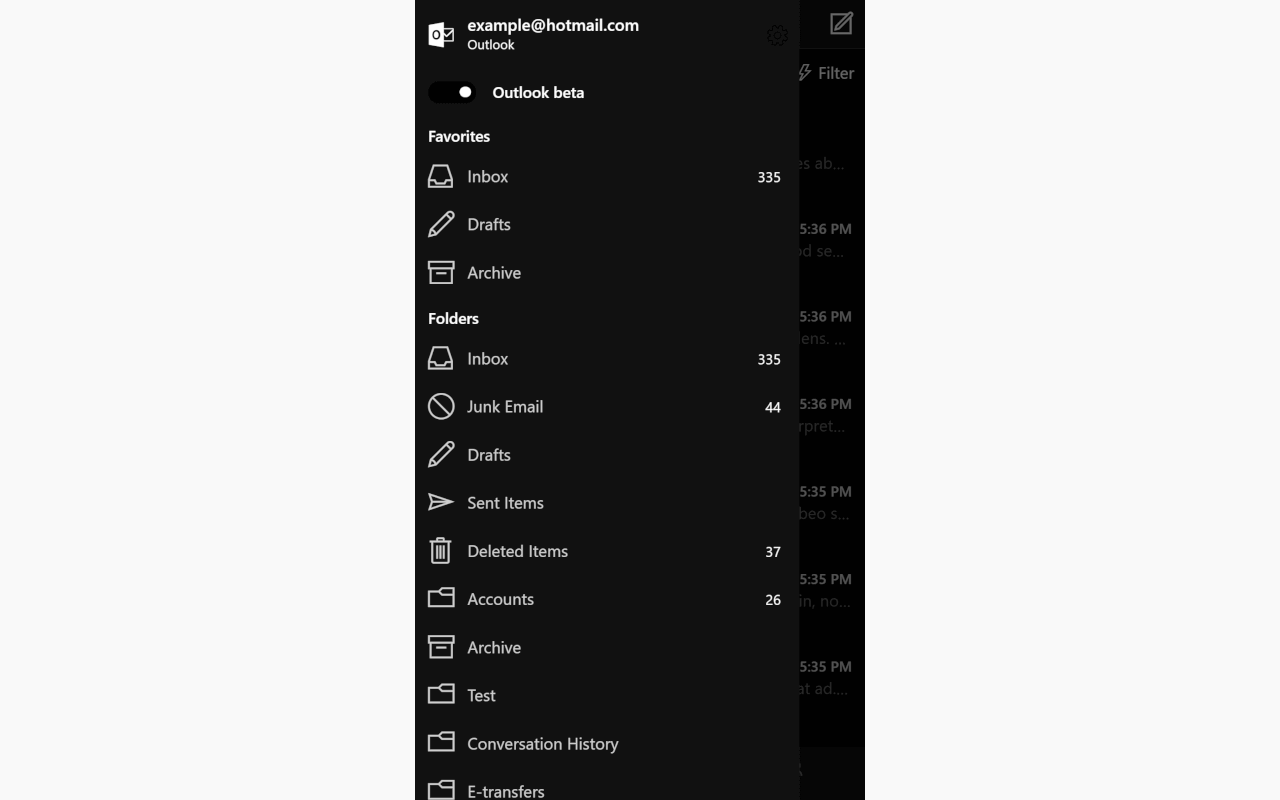 example@hotmail.com
Outlook
Filter
Outlook beta
Favorites
Inbox 335
es ab...
Drafts
5:36 PM
od se...
Archive
Folders
5:36 PM
lens. ...
Inbox 335
Junk Email 44
5:36 PM
rpret...
Drafts
5:35 PM
Sent Items
beo s...
Deleted Items 37
5:35 PM
Accounts 26
in, no...
Archive
5:35 PM
at ad....
Test
Conversation History
E-transfers